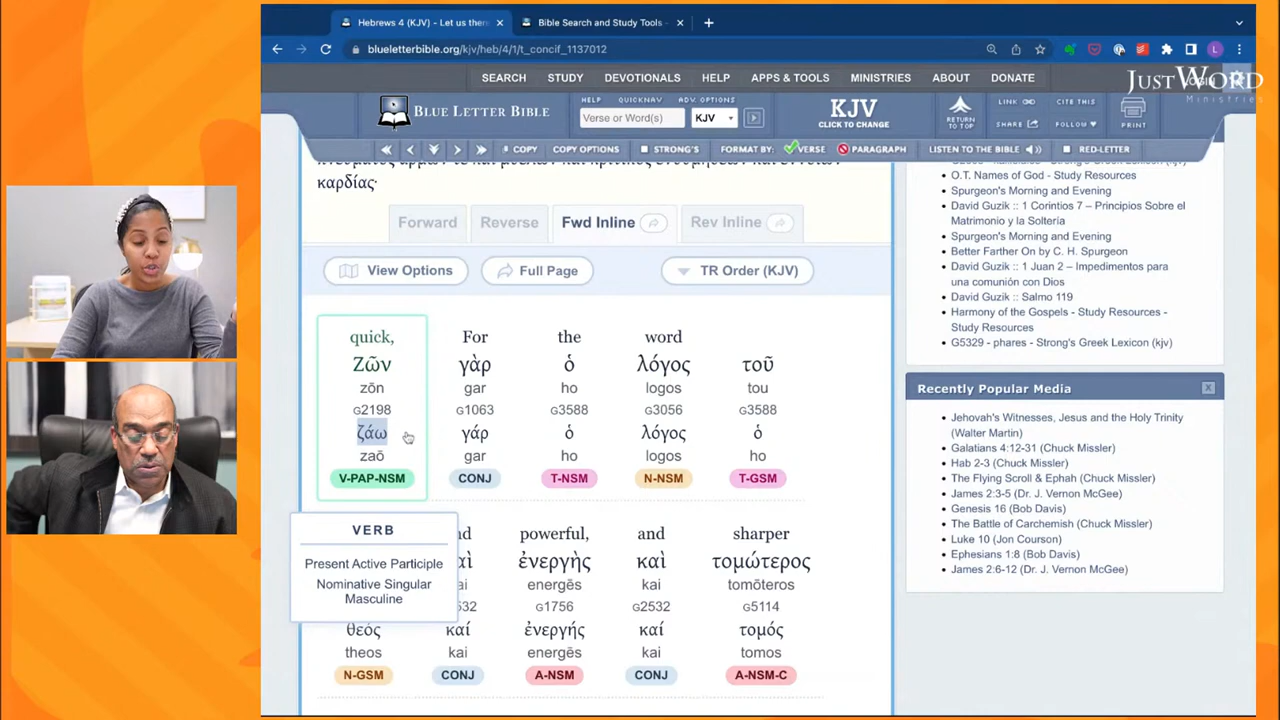 Hebrews 4 (KJV) - Let us there
Bible Search and Study Tools -
blueletterbible.org/kjv/heb/4/1/t_concif_1137012
SEARCH STUDY DEVOTIONALS HELP APPS & TOOLS MINISTRIES ABOUT DONATE
JUSTWORD
Ministries
BLUE LETTER BIBLE
HELP QUICKNAV ADV. OPTIONS
Verse or Word(s) KJV
KJV
CLICK TO CHANGE
RETURN
TO TOP
LINK CITE THIS
SHARE FOLLOW
PRINT
COPY COPY OPTIONS STRONG'S FORMAT BY: VERSE PARAGRAPH LISTEN TO THE BIBLE RED-LETTER
καρδίας·
Forward Reverse Fwd Inline Rev Inline
View Options Full Page TR Order (KJV)
quick, For the word
Ζῶν γὰρ ὁ λόγος τοῦ
zōn gar ho logos tou
G2198 G1063 G3588 G3056 G3588
ζάω γάρ ὁ λόγος ὁ
zaō gar ho logos ho
V-PAP-NSM CONJ T-NSM N-NSM T-GSM
VERB
Present Active Participle
Nominative Singular
Masculine
powerful, and sharper
ἐνεργὴς καὶ τομώτερος
energēs kai tomōteros
G1756 G2532 G5114
θεός καί ἐνεργής καί τομός
theos kai energēs kai tomos
N-GSM CONJ A-NSM CONJ A-NSM-C
O.T. Names of God - Study Resources
Spurgeon's Morning and Evening
David Guzik :: 1 Corintios 7 – Principios Sobre el
Matrimonio y la Soltería
Spurgeon's Morning and Evening
Better Farther On by C. H. Spurgeon
David Guzik :: 1 Juan 2 – Impedimentos para
una comunión con Dios
David Guzik :: Salmo 119
Harmony of the Gospels - Study Resources -
Study Resources
G5329 - phares - Strong's Greek Lexicon (kjv)
Recently Popular Media
Jehovah's Witnesses, Jesus and the Holy Trinity
(Walter Martin)
Galatians 4:12-31 (Chuck Missler)
Hab 2-3 (Chuck Missler)
The Flying Scroll & Ephah (Chuck Missler)
James 2:3-5 (Dr. J. Vernon McGee)
Genesis 16 (Bob Davis)
The Battle of Carchemish (Chuck Missler)
Luke 10 (Jon Courson)
Ephesians 1:8 (Bob Davis)
James 2:6-12 (Dr. J. Vernon McGee)